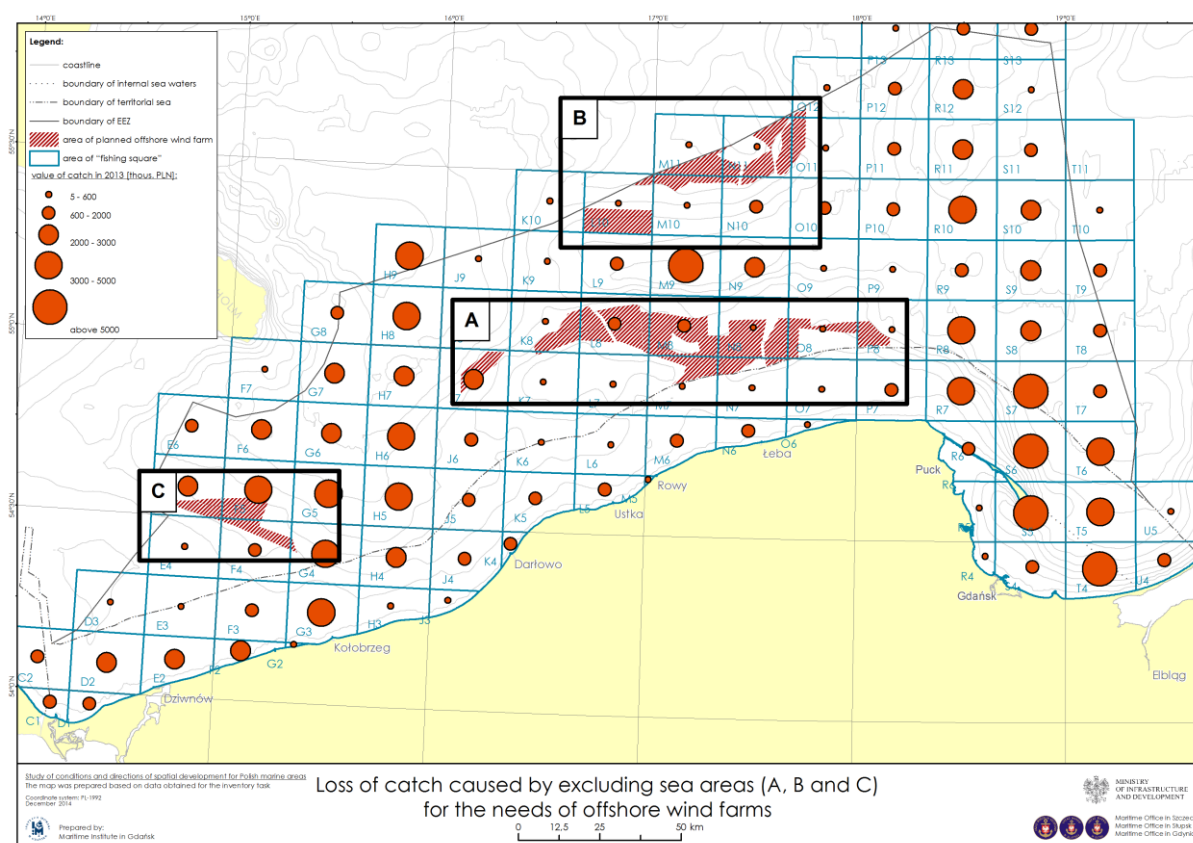 14°0
15°0
16°0
17°0
18°0
19°0
Legend:
coastline
boundary of internal sea waters
boundary of territorial sea
boundary of EEZ
area of planned offshore wind farm
area of "fishing square"
value of catch in 2013 [thous. PLN]:
5 - 600
600 - 2000
2000 - 3000
3000 - 5000
above 5000
P13 R13 S13
B
O12 P12 R12 S12
M11 O11 P11 R11 S11 T11
K10 M10 N10 O10 P10 R10 S10 T10
H9 J9 K9 L9 M9 N9 O9 P9 R9 S9 T9
A
G8 H8 K8 L8 O8 P8 R8 S8 T8
F7 G7 H7 K7 L7 M7 N7 O7 P7 R7 S7 T7
E6 F6 G6 H6 J6 K6 L6 M6 N6 O6 R6 S6 T6
Łeba
Puck
Rowy
C
G5 H5 J5 K5 L5 M5 S5 T5 U5
Ustka
E4 F4 G4 H4 J4 K4 R4 S4 T4 U4
Darłowo
Gdańsk
D3 E3 F3 G3 H3 J3
Kołobrzeg
C2 D2 E2 F2 G2
Dziwnów
Elbląg
C1 D1
Study of conditions and directions of spatial development for Polish marine areas
The map was prepared based on data obtained for the inventory task
Coordinate system: PL-1992
December 2014
Prepared by:
Maritime Institute in Gdańsk
Loss of catch caused by excluding sea areas (A, B and C)
for the needs of offshore wind farms
0 12.5 25 50 km
MINISTRY
OF INFRASTRUCTURE
AND DEVELOPMENT
Maritime Office in Szczec
Maritime Office in Słupsk
Maritime Office in Gdynia